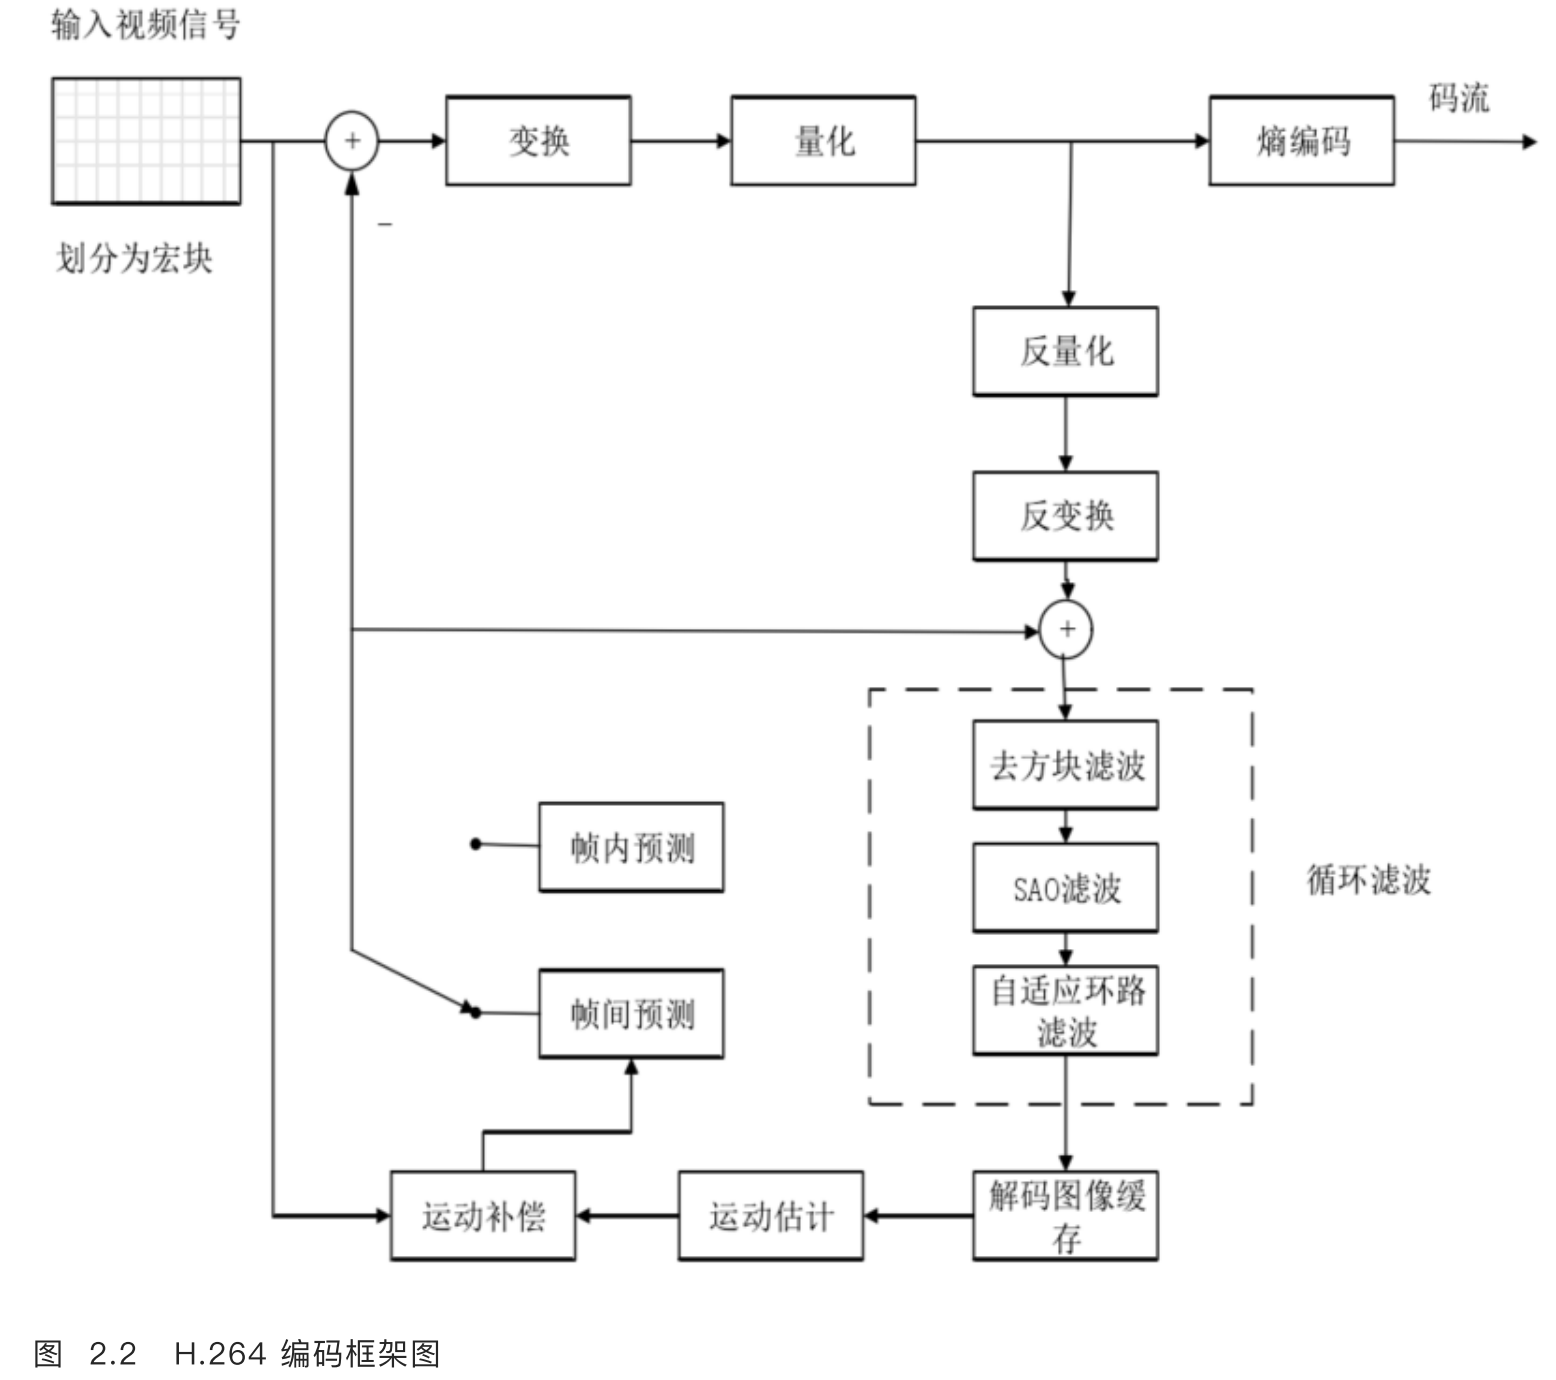 输入视频信号
码流
+
变换
量化
熵编码
−
划分为宏块
反量化
反变换
+
去方块滤波
帧内预测
SAO滤波
循环滤波
自适应环路
滤波
帧间预测
运动补偿
运动估计
解码图像缓
存
图 2.2 H.264 编码框架图